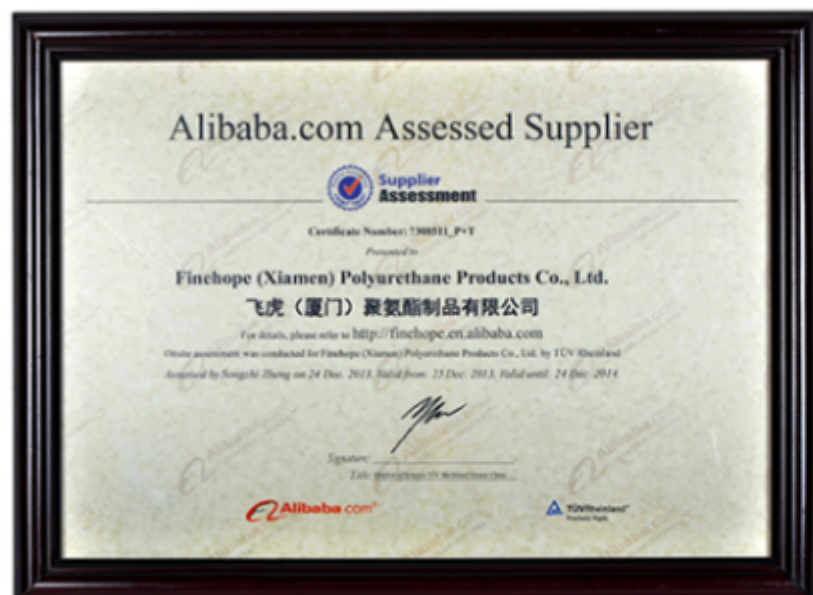 Alibaba.com Assessed Supplier
Supplier
Assessment
Certificate Number: 7308511_P+T
Presented to
Finehope (Xiamen) Polyurethane Products Co., Ltd.
飞虎（厦门）聚氨酯制品有限公司
For details, please refer to http://finehope.en.alibaba.com
Onsite assessment was conducted for Finehope (Xiamen) Polyurethane Products Co., Ltd. by TÜV Rheinland
Assessed by Songzhi Zheng on 24 Dec. 2013. Valid from: 25 Dec. 2013, Valid until: 24 Dec. 2014.
Signature:
Title:
Alibaba.com®
TÜVRheinland®
Precisely Right.